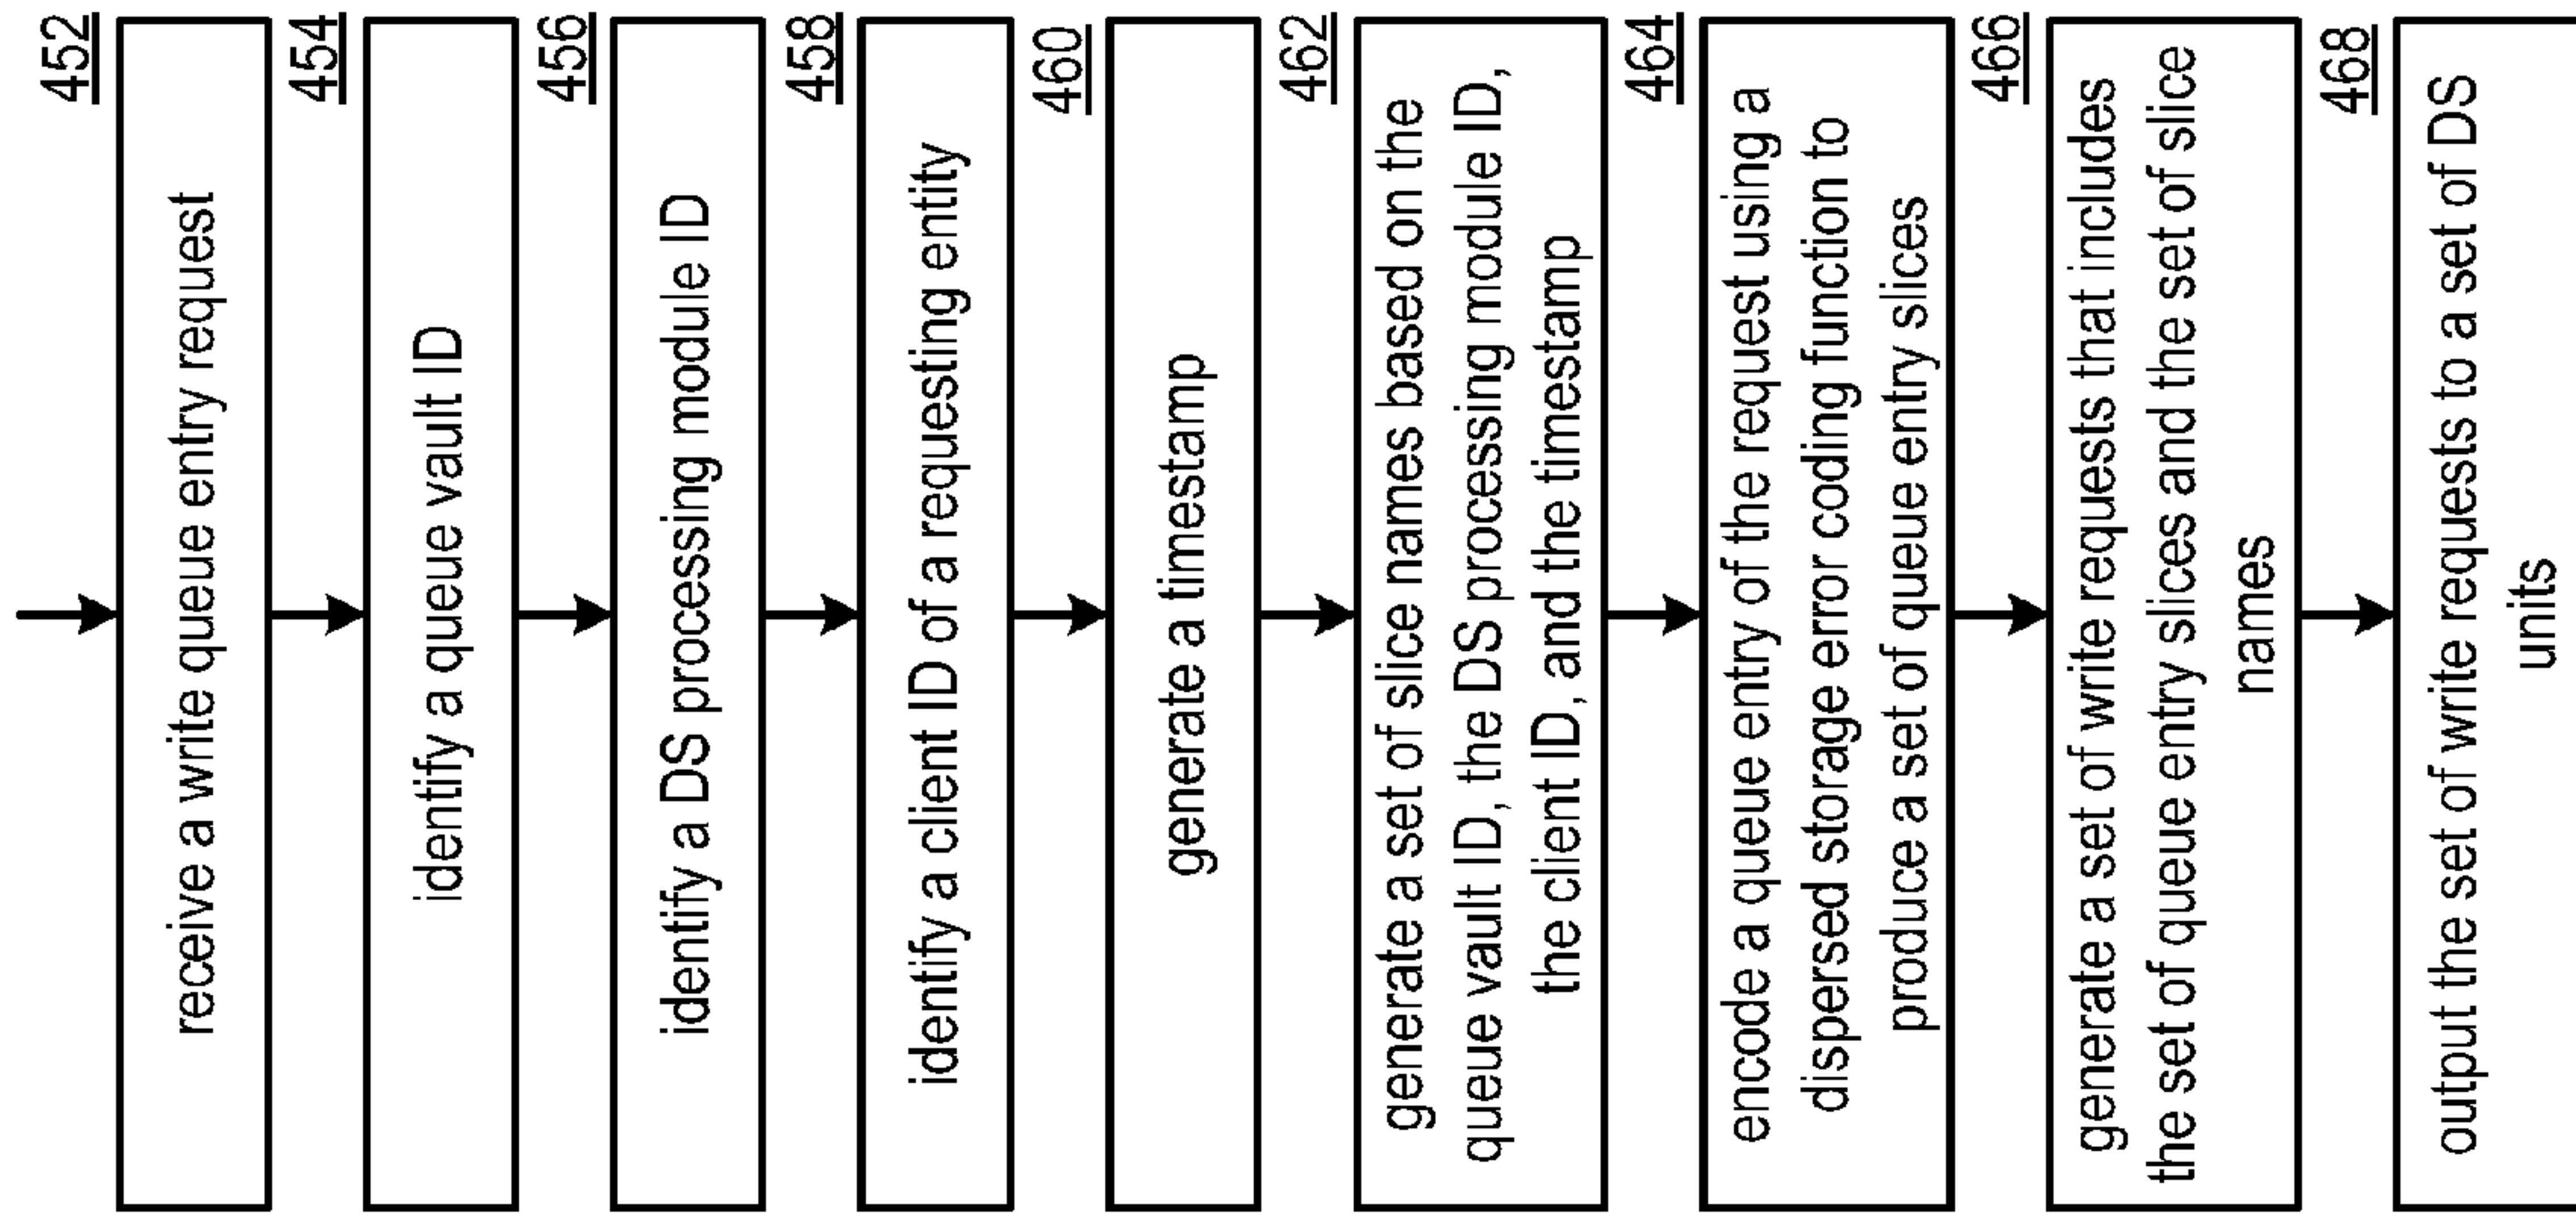 452
receive a write queue entry request
454
identify a queue vault ID
456
identify a DS processing module ID
458
identify a client ID of a requesting entity
460
generate a timestamp
462
generate a set of slice names based on the
queue vault ID, the DS processing module ID,
the client ID, and the timestamp
464
encode a queue entry of the request using a
dispersed storage error coding function to
produce a set of queue entry slices
466
generate a set of write requests that includes
the set of queue entry slices and the set of slice
names
468
output the set of write requests to a set of DS
units